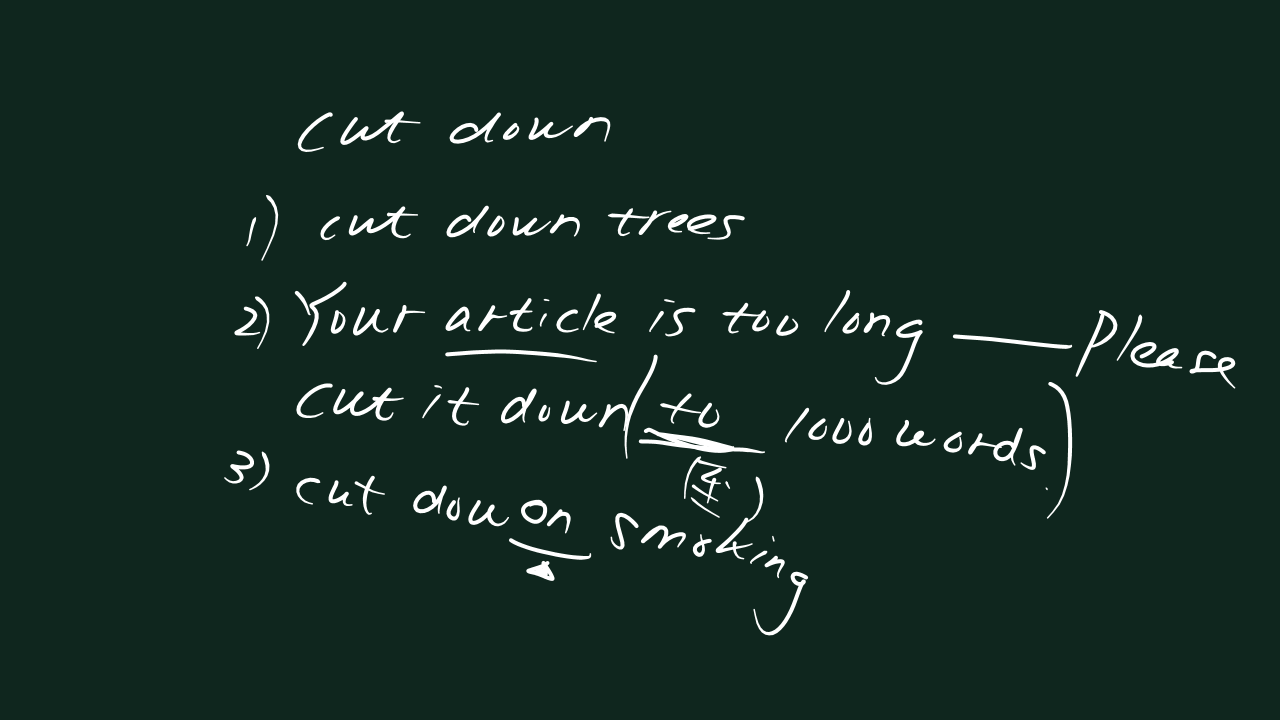 cut down
1) cut down trees
2) Your article is too long — Please
cut it down (to 1000 words)
3) cut down on smoking